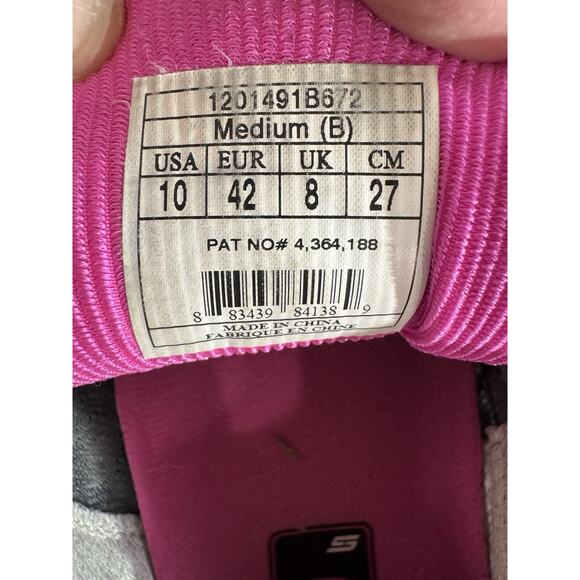 1201491B672
Medium (B)
USA EUR UK CM
10 42 8 27
PAT NO# 4,364,188
8 83439 84138 9
MADE IN CHINA
FABRIQUE EN CHINE
S